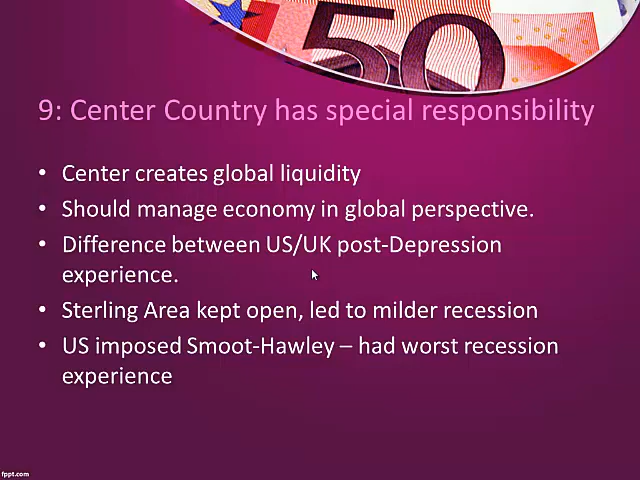 50
9: Center Country has special responsibility
• Center creates global liquidity
• Should manage economy in global perspective.
• Difference between US/UK post-Depression
experience.
• Sterling Area kept open, led to milder recession
• US imposed Smoot-Hawley – had worst recession
experience
fppt.com